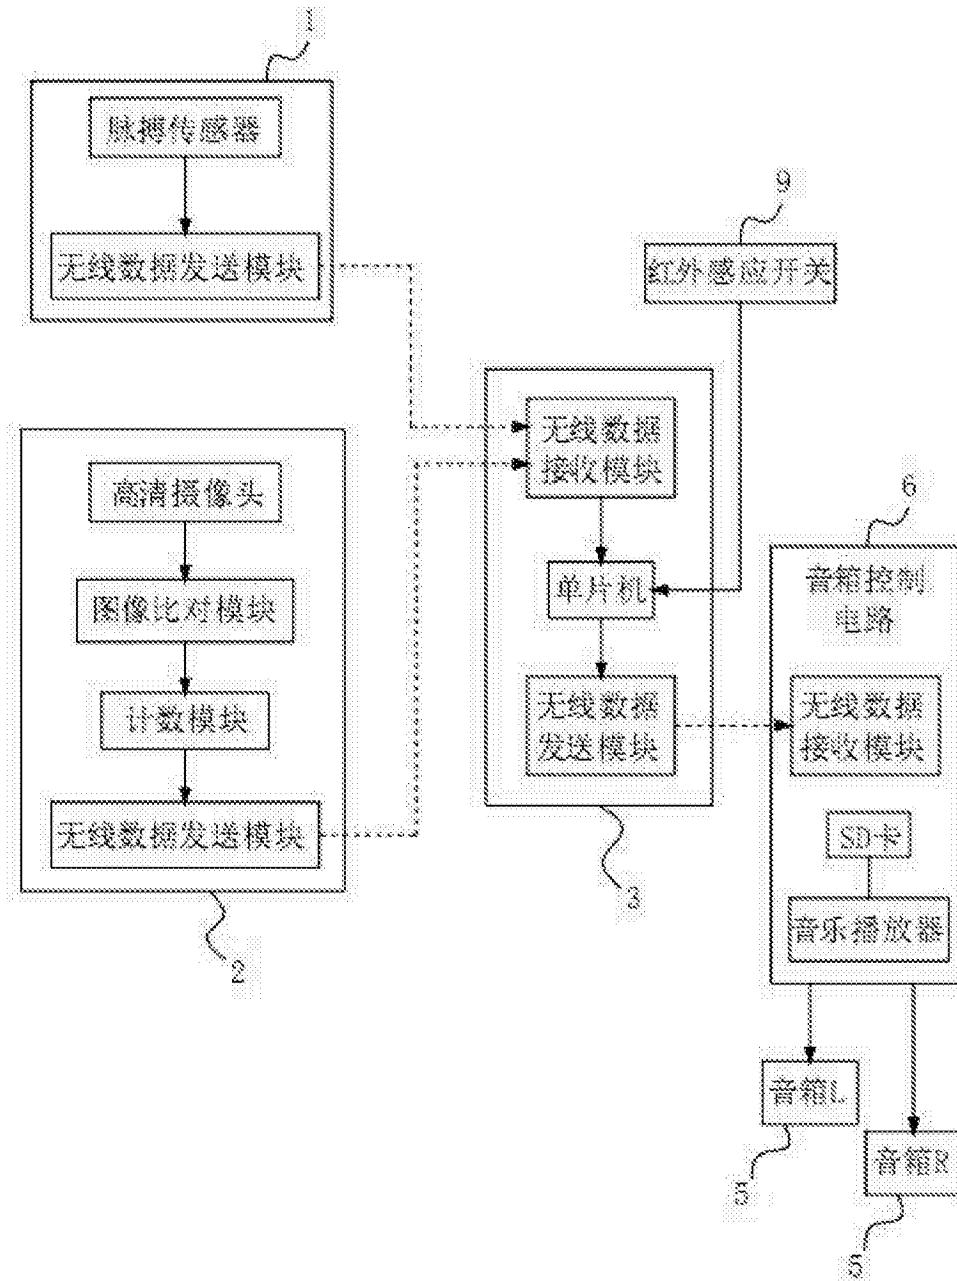 1
脉搏传感器
无线数据发送模块
9
红外感应开关
高清摄像头
图像比对模块
计数模块
无线数据发送模块
2
无线数据
接收模块
单片机
无线数据
发送模块
3
6
音箱控制
电路
无线数据
接收模块
SD卡
音乐播放器
音箱L
5
音箱R
5